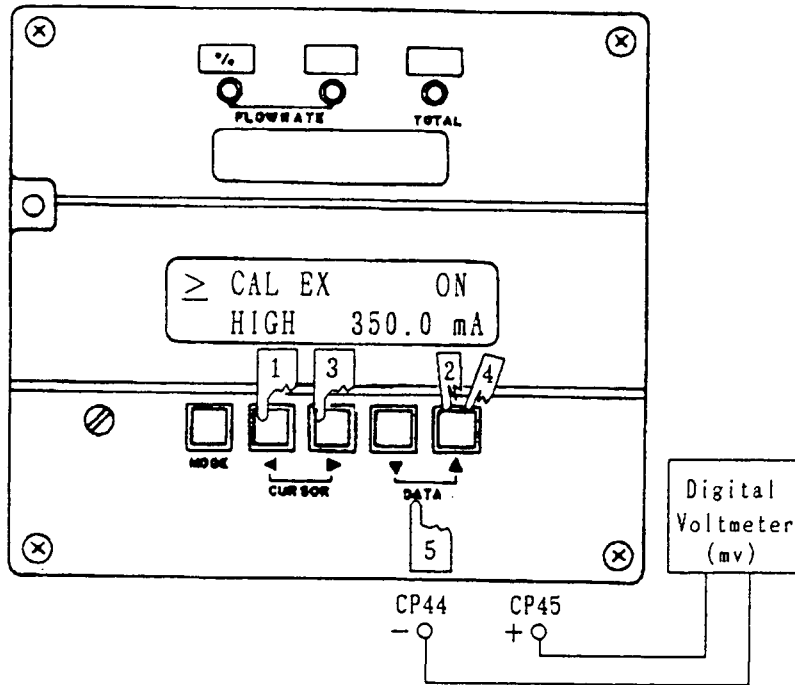 %
FLOWRATE
TOTAL
≥ CAL EX ON
HIGH 350.0 mA
1
3
2
4
MODE
◀ ▶
CURSOR
▼ ▲
DATA
5
Digital
Voltmeter
(mv)
CP44
CP45
−
+